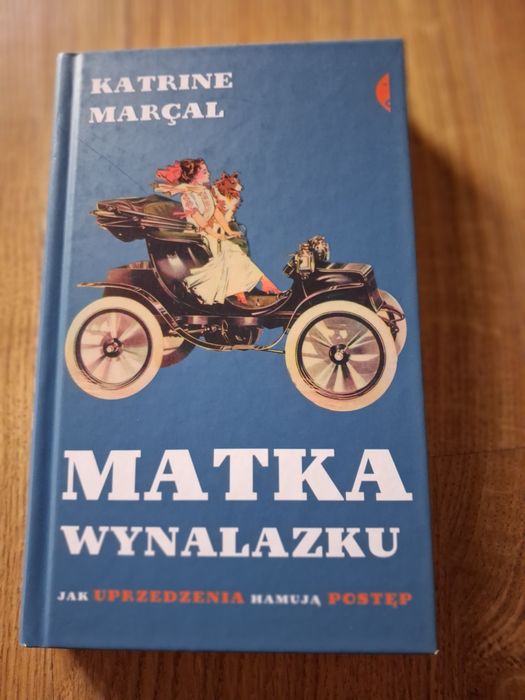 KATRINE
MARÇAL
MATKA
WYNALAZKU
JAK UPRZEDZENIA HAMUJĄ POSTĘP